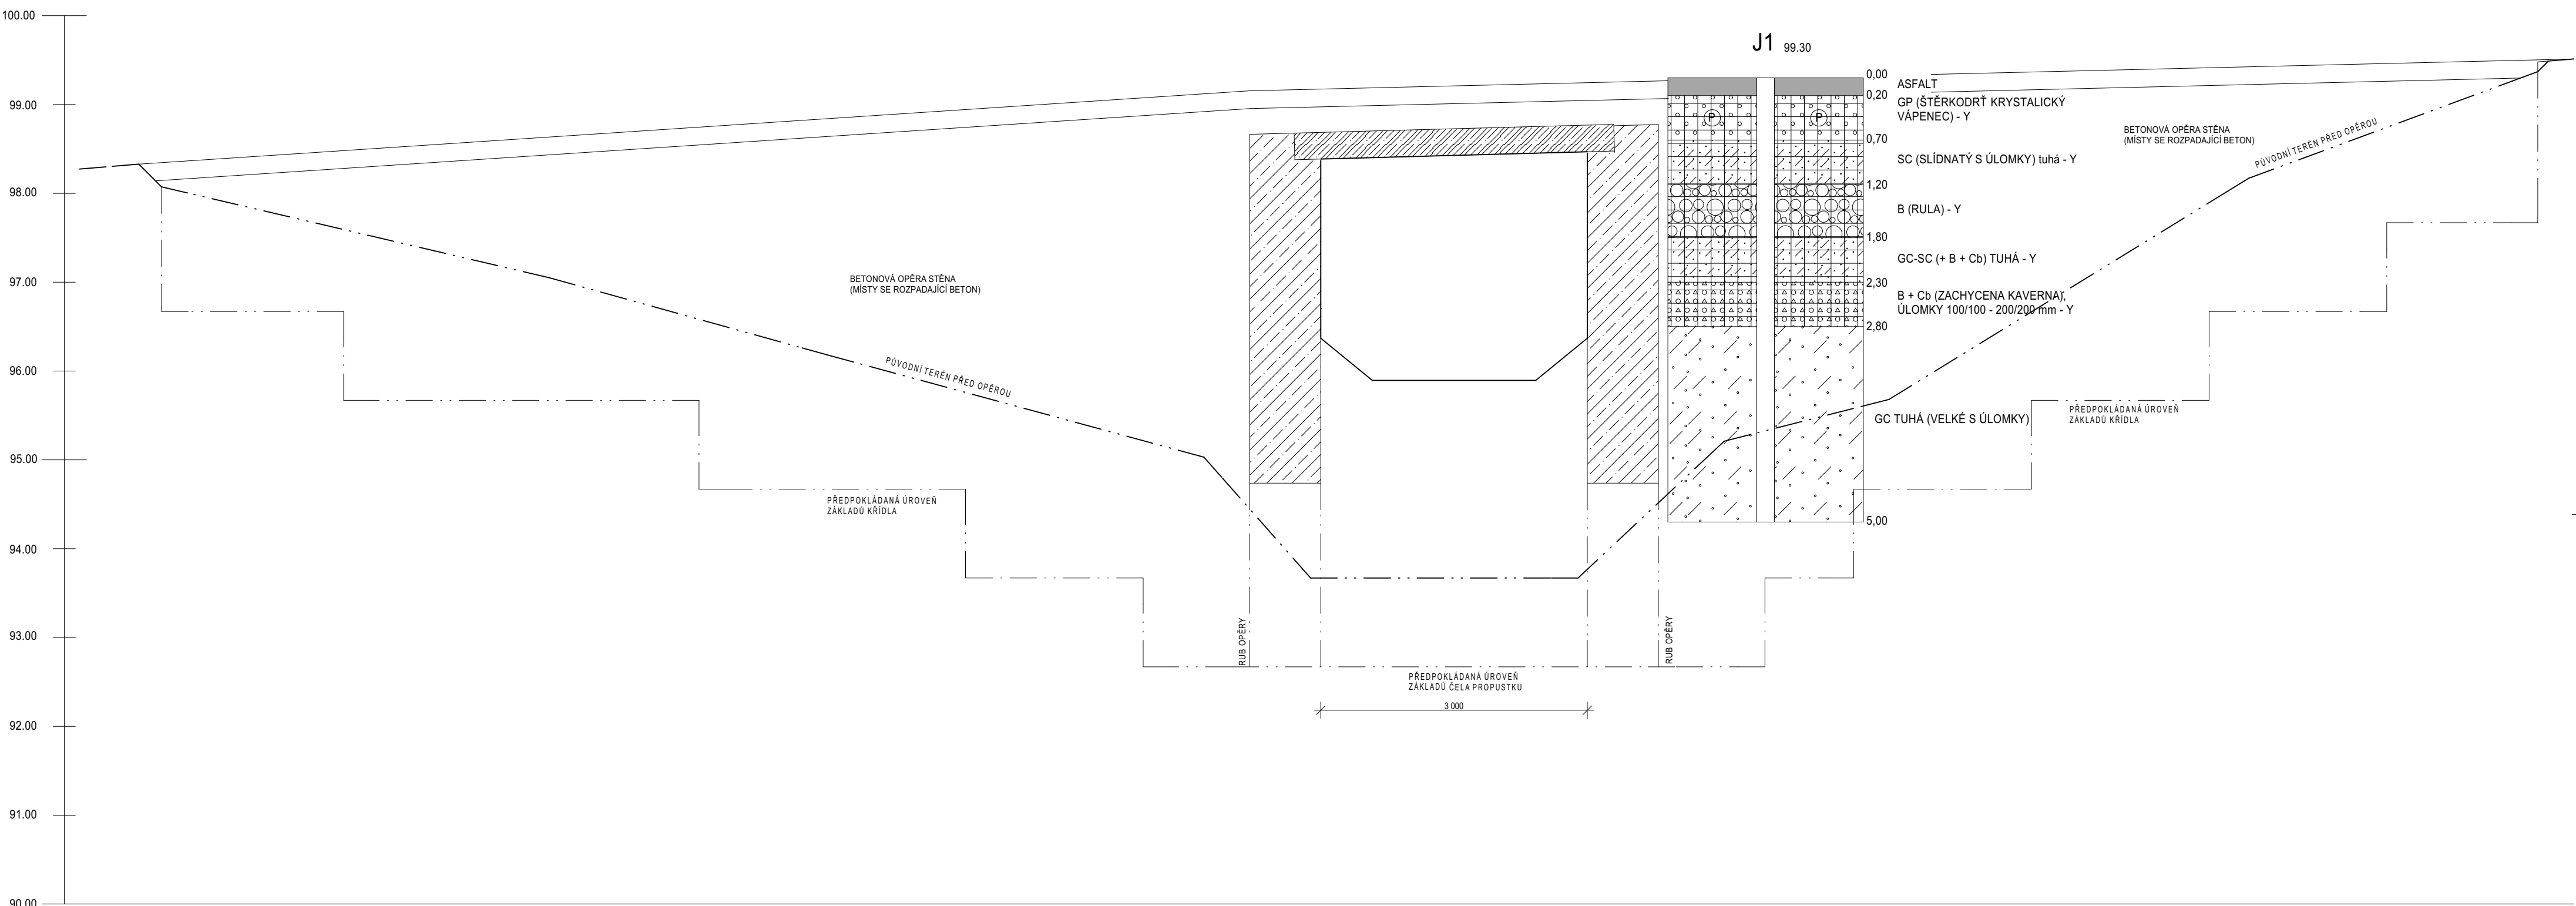 100.00
99.00
98.00
97.00
96.00
95.00
94.00
93.00
92.00
91.00
90.00
J1 99.30
0,00
ASFALT
0,20
GP (ŠTĚRKODRŤ KRYSTALICKÝ
VÁPENEC) - Y
0,70
SC (SLÍDNATÝ S ÚLOMKY) tuhá - Y
1,20
B (RULA) - Y
1,80
GC-SC (+ B + Cb) TUHÁ - Y
2,30
B + Cb (ZACHYCENA KAVERNA),
ÚLOMKY 100/100 - 200/200 mm - Y
2,80
GC TUHÁ (VELKÉ S ÚLOMKY)
5,00
P
P
BETONOVÁ OPĚRA STĚNA
(MÍSTY SE ROZPADAJÍCÍ BETON)
PŮVODNÍ TERÉN PŘED OPĚROU
BETONOVÁ OPĚRA STĚNA
(MÍSTY SE ROZPADAJÍCÍ BETON)
PŮVODNÍ TERÉN PŘED OPĚROU
PŘEDPOKLÁDANÁ ÚROVEŇ
ZÁKLADŮ KŘÍDLA
PŘEDPOKLÁDANÁ ÚROVEŇ
ZÁKLADŮ KŘÍDLA
RUB OPĚRY
RUB OPĚRY
PŘEDPOKLÁDANÁ ÚROVEŇ
ZÁKLADŮ ČELA PROPUSTKU
3 000